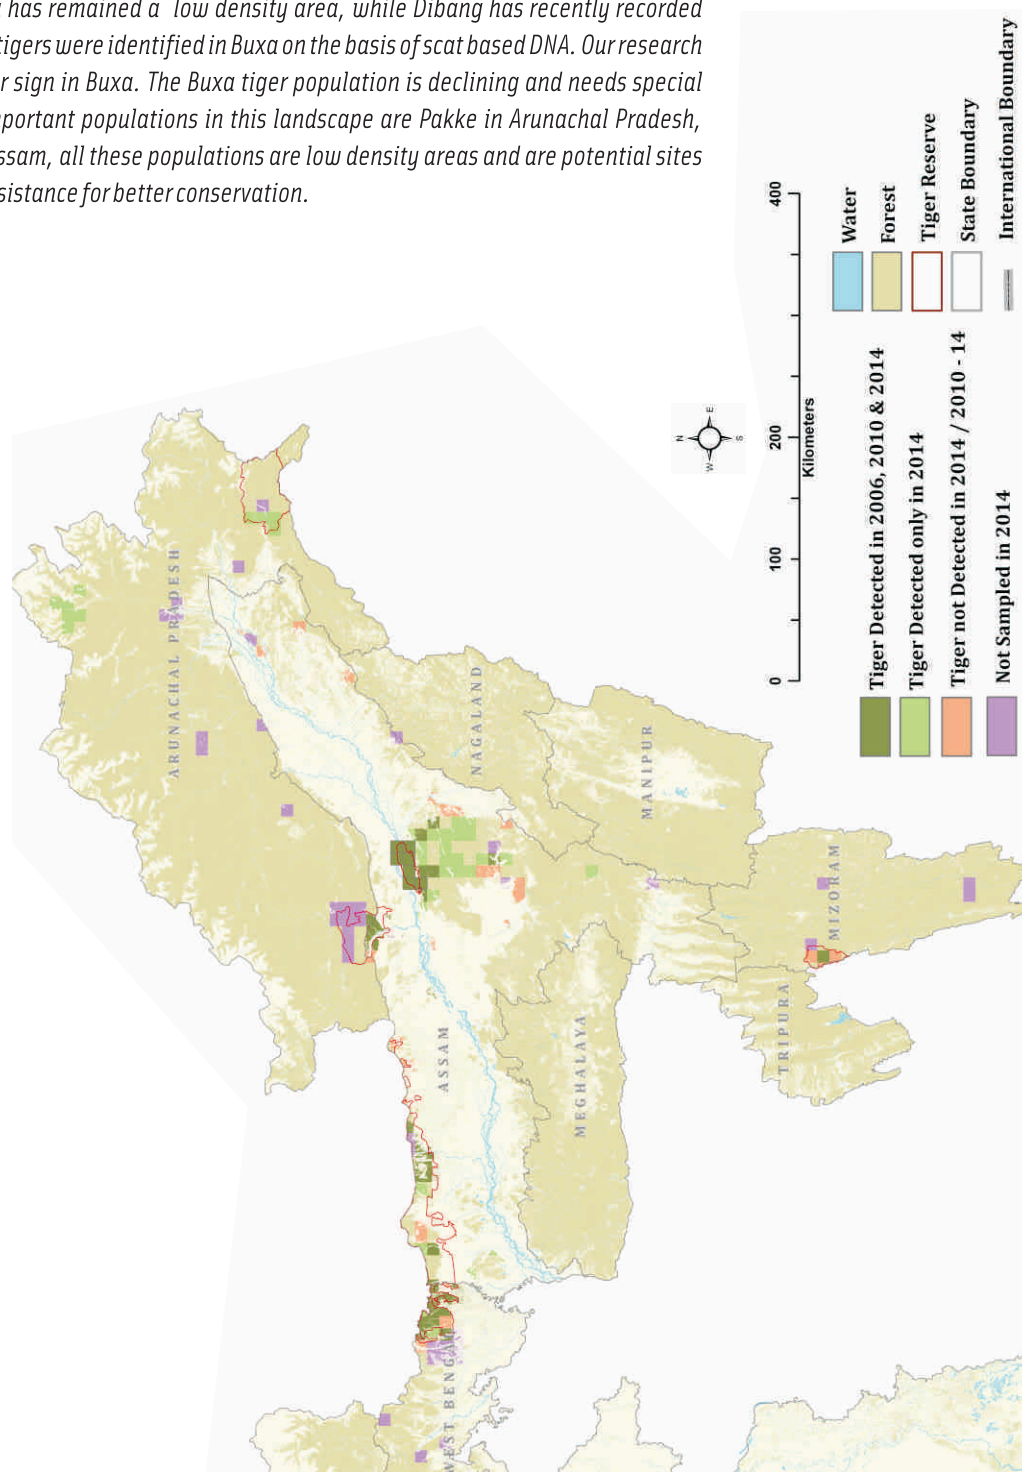 has remained a low density area, while Dibang has recently recorded
tigers were identified in Buxa on the basis of scat based DNA. Our research
r sign in Buxa. The Buxa tiger population is declining and needs special
portant populations in this landscape are Pakke in Arunachal Pradesh,
ssam, all these populations are low density areas and are potential sites
sistance for better conservation.
ARUNACHAL PRADESH
NAGALAND
MANIPUR
MIZORAM
TRIPURA
ASSAM
MEGHALAYA
WEST BENGAL
N
E
S
W
0
100
200
400
Kilometers
Tiger Detected in 2006, 2010 & 2014
Tiger Detected only in 2014
Tiger not Detected in 2014 / 2010 - 14
Not Sampled in 2014
Water
Forest
Tiger Reserve
State Boundary
International Boundary